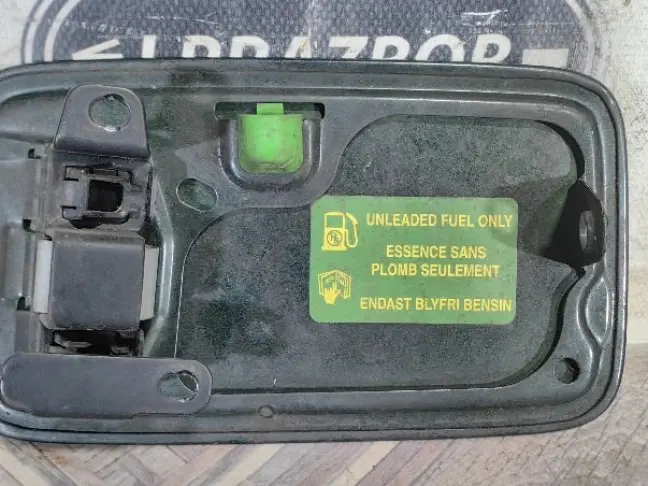 UNLEADED FUEL ONLY
ESSENCE SANS
PLOMB SEULEMENT
ENDAST BLYFRI BENSIN